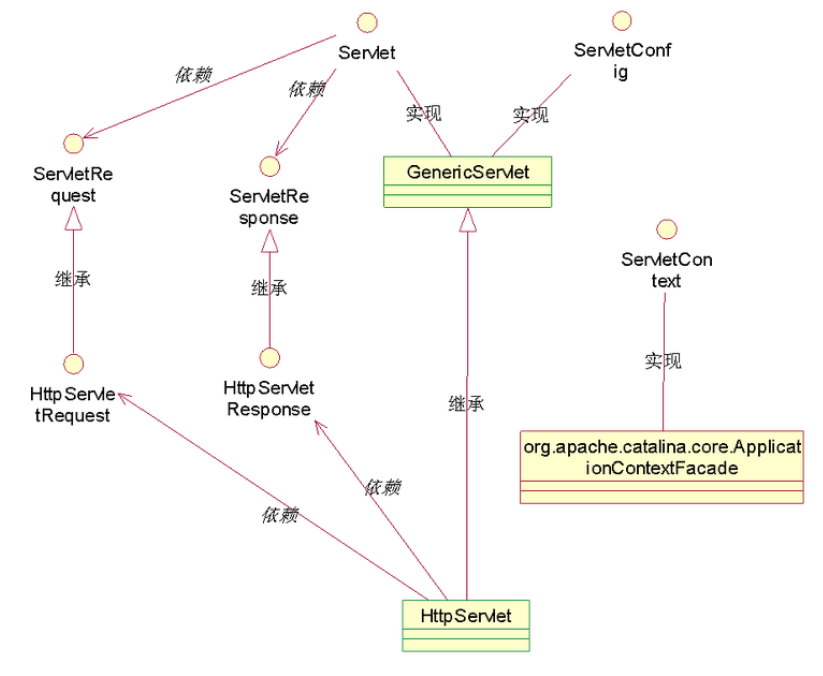 Servlet
ServletConf
ig
依赖
依赖
实现
实现
ServletRe
quest
ServletRe
sponse
GenericServlet
ServletCon
text
继承
继承
实现
HttpServle
tRequest
HttpServlet
Response
继承
org.apache.catalina.core.Applicat
ionContextFacade
依赖
依赖
HttpServlet